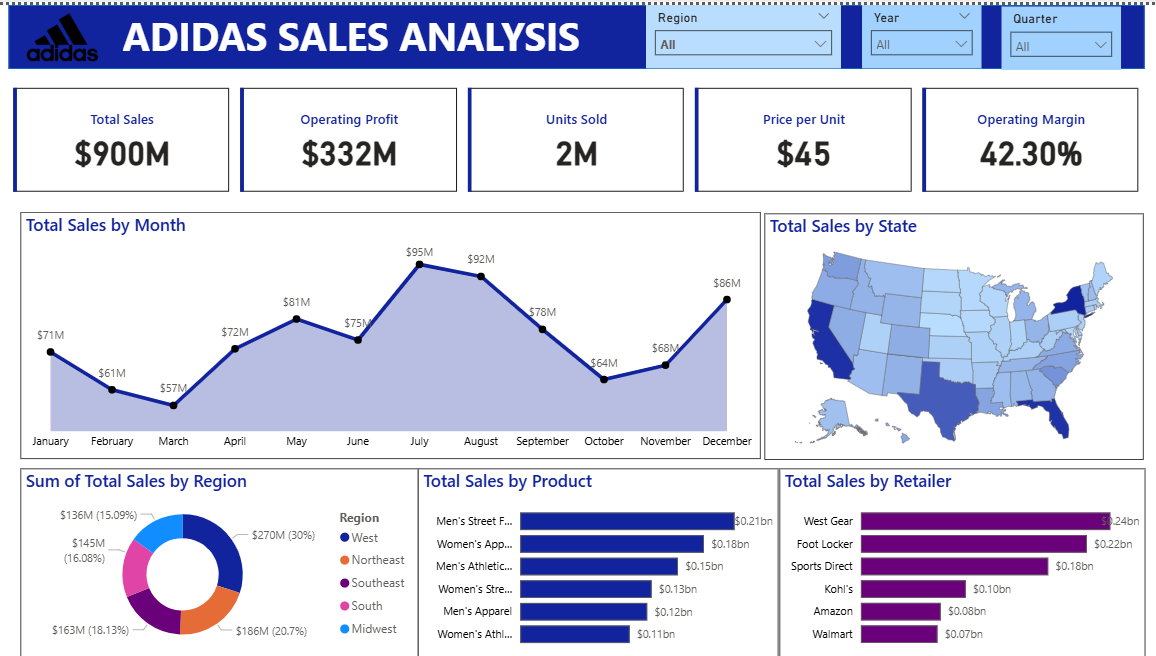 adidas
ADIDAS SALES ANALYSIS
Region
All
Year
All
Quarter
All
Total Sales
$900M
Operating Profit
$332M
Units Sold
2M
Price per Unit
$45
Operating Margin
42.30%
Total Sales by Month
$71M
$61M
$57M
$72M
$81M
$75M
$95M
$92M
$78M
$64M
$68M
$86M
January
February
March
April
May
June
July
August
September
October
November
December
Total Sales by State
Sum of Total Sales by Region
$136M (15.09%)
$145M
(16.08%)
$163M (18.13%)
$270M (30%)
$186M (20.7%)
Region
West
Northeast
Southeast
South
Midwest
Total Sales by Product
Men's Street F... $0.21bn
Women's App... $0.18bn
Men's Athletic... $0.15bn
Women's Stre... $0.13bn
Men's Apparel $0.12bn
Women's Athl... $0.11bn
Total Sales by Retailer
West Gear $0.24bn
Foot Locker $0.22bn
Sports Direct $0.18bn
Kohl's $0.10bn
Amazon $0.08bn
Walmart $0.07bn